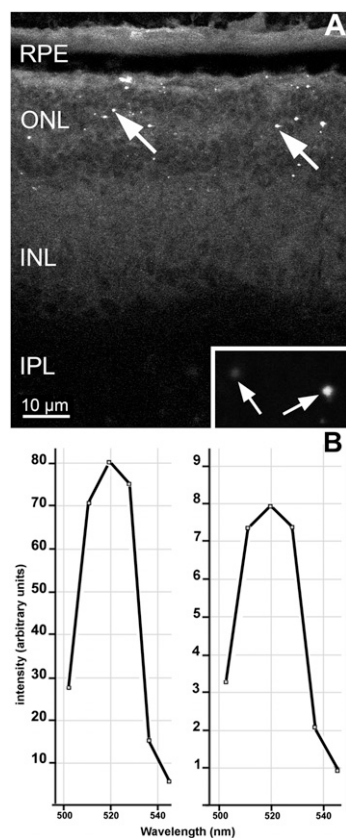 A
RPE
ONL
INL
IPL
10 µm
B
80
70
60
50
40
30
20
10
9
8
7
6
5
4
3
2
1
intensity (arbitrary units)
500 520 540 500 520 540
Wavelength (nm)